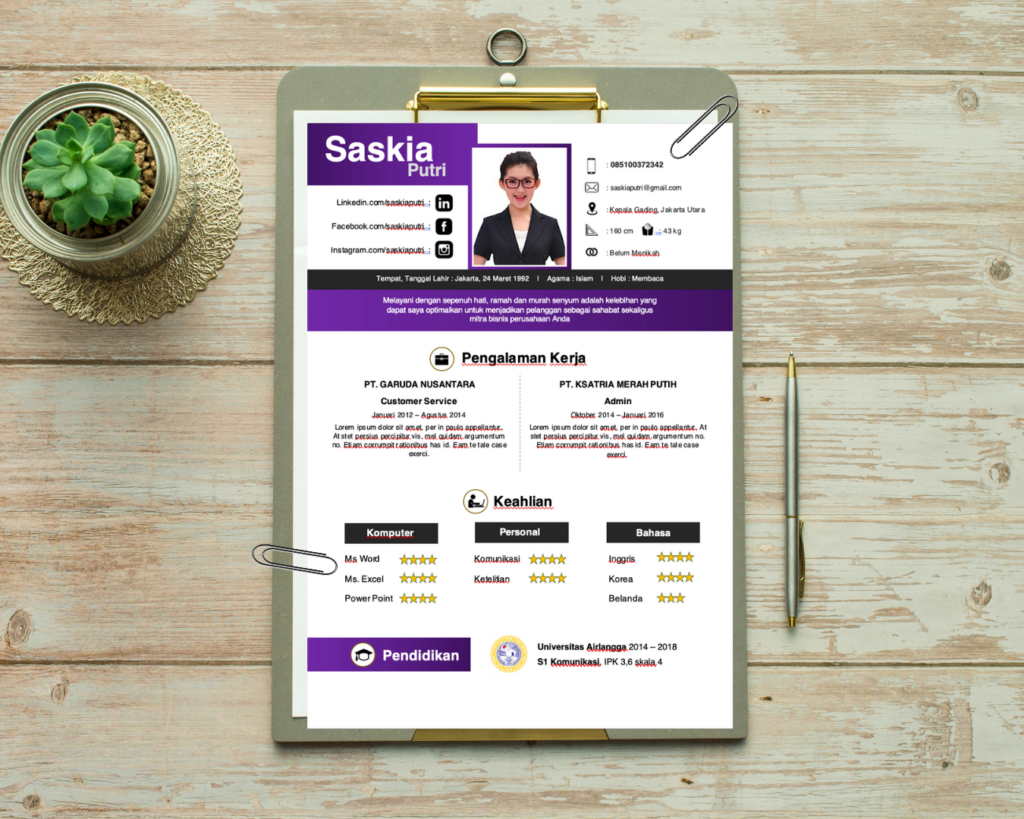 Saskia
Putri
Linkedin.com/saskiaputri :
Facebook.com/saskiaputri :
Instagram.com/saskiaputri :
: 085100372342
: saskiaputri@gmail.com
: Kepala Gading, Jakarta Utara
: 160 cm : 43 kg
: Belum Menikah
Tempat, Tanggal Lahir : Jakarta, 24 Maret 1992 I Agama : Islam I Hobi : Membaca
Melayani dengan sepenuh hati, ramah dan murah senyum adalah kelebihan yang
dapat saya optimalkan untuk menjadikan pelanggan sebagai sahabat sekaligus
mitra bisnis perusahaan Anda
Pengalaman Kerja
PT. GARUDA NUSANTARA
Customer Service
Januari 2012 – Agustus 2014
Lorem ipsum dolor sit amet, per in paulo appellantur.
At stet persius percipitur vis, mel quidam argumentum
no. Etiam corrumpit rationibus has id. Eam te tale case
exerci.
PT. KSATRIA MERAH PUTIH
Admin
Oktober 2014 – Januari 2016
Lorem ipsum dolor sit amet, per in paulo appellantur. At
stet persius percipitur vis, mel quidam argumentum no.
Etiam corrumpit rationibus has id. Eam te tale case
exerci.
Keahlian
Komputer
Ms Word
Ms. Excel
Power Point
Personal
Komunikasi
Ketelitian
Bahasa
Inggris
Korea
Belanda
Pendidikan
Universitas Airlangga 2014 – 2018
S1 Komunikasi, IPK 3,6 skala 4